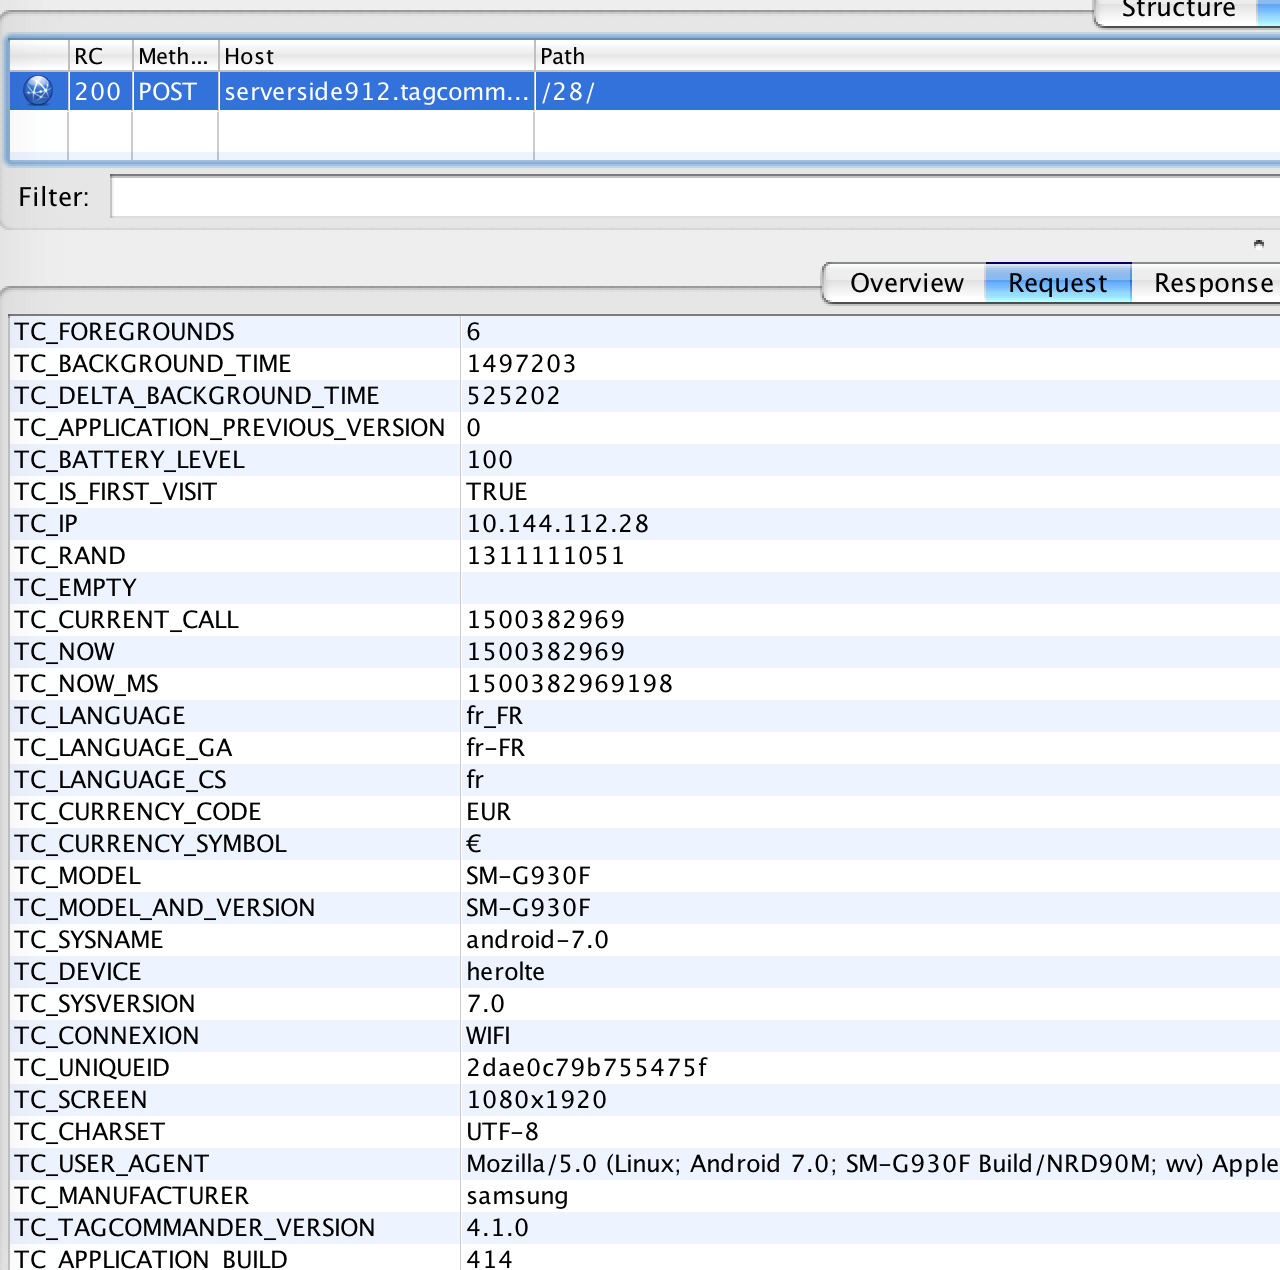 Structure
RC Meth... Host Path
200 POST serverside912.tagcomm... /28/
Filter:
Overview Request Response
TC_FOREGROUNDS 6
TC_BACKGROUND_TIME 1497203
TC_DELTA_BACKGROUND_TIME 525202
TC_APPLICATION_PREVIOUS_VERSION 0
TC_BATTERY_LEVEL 100
TC_IS_FIRST_VISIT TRUE
TC_IP 10.144.112.28
TC_RAND 1311111051
TC_EMPTY
TC_CURRENT_CALL 1500382969
TC_NOW 1500382969
TC_NOW_MS 1500382969198
TC_LANGUAGE fr_FR
TC_LANGUAGE_GA fr-FR
TC_LANGUAGE_CS fr
TC_CURRENCY_CODE EUR
TC_CURRENCY_SYMBOL €
TC_MODEL SM-G930F
TC_MODEL_AND_VERSION SM-G930F
TC_SYSNAME android-7.0
TC_DEVICE herolte
TC_SYSVERSION 7.0
TC_CONNEXION WIFI
TC_UNIQUEID 2dae0c79b755475f
TC_SCREEN 1080x1920
TC_CHARSET UTF-8
TC_USER_AGENT Mozilla/5.0 (Linux; Android 7.0; SM-G930F Build/NRD90M; wv) Apple
TC_MANUFACTURER samsung
TC_TAGCOMMANDER_VERSION 4.1.0
TC_APPLICATION_BUILD 414